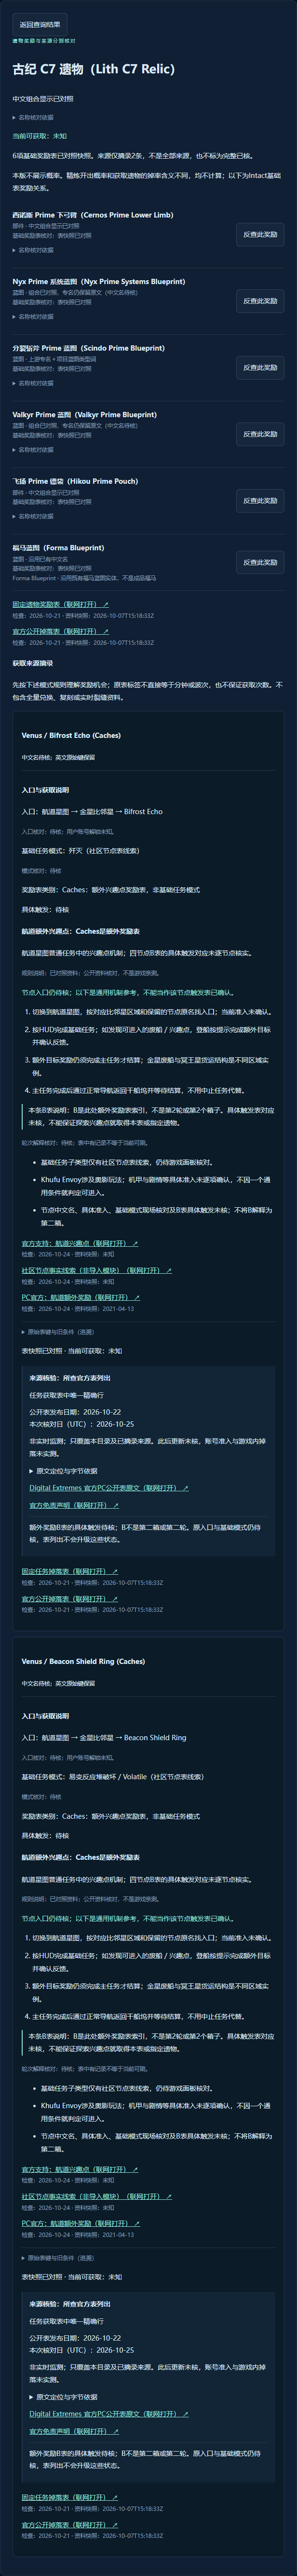 返回查询结果
遗物奖励与来源分别核对
古纪 C7 遗物（Lith C7 Relic）
中文组合显示已对照
▸ 名称核对依据
当前可获取：未知
6项基础奖励表已对照快照。来源仅摘录2条，不是全部来源，也不标为完整已核。
本版不展示概率。精炼开出概率和获取遗物的掉率含义不同，均不计算；以下为Intact基础表奖励关系。
西诺斯 Prime 下弓臂（Cernos Prime Lower Limb）
部件 · 中文组合显示已对照
基础奖励表核对：表快照已对照
▸ 名称核对依据
反查此奖励
Nyx Prime 系统蓝图（Nyx Prime Systems Blueprint）
蓝图 · 组合已对照，专名仍保留原文（中文名待核）
基础奖励表核对：表快照已对照
▸ 名称核对依据
反查此奖励
分裂斩斧 Prime 蓝图（Scindo Prime Blueprint）
蓝图 · 上游专名 + 项目蓝图类型词
基础奖励表核对：表快照已对照
▸ 名称核对依据
反查此奖励
Valkyr Prime 蓝图（Valkyr Prime Blueprint）
蓝图 · 组合已对照，专名仍保留原文（中文名待核）
基础奖励表核对：表快照已对照
▸ 名称核对依据
反查此奖励
飞扬 Prime 镖袋（Hikou Prime Pouch）
部件 · 中文组合显示已对照
基础奖励表核对：表快照已对照
▸ 名称核对依据
反查此奖励
福马蓝图（Forma Blueprint）
蓝图 · 沿用已有中文名
基础奖励表核对：表快照已对照
Forma Blueprint · 沿用既有福马蓝图实体，不是成品福马
反查此奖励
固定遗物奖励表（联网打开） ↗
检查：2026-10-21 · 资料快照：2026-10-07T15:18:33Z
官方公开掉落表（联网打开） ↗
检查：2026-10-21 · 资料快照：2026-10-07T15:18:33Z
获取来源摘录
先按下述模式规则理解奖励机会；原表标签不直接等于分钟或波次，也不保证获取次数。不包含全量兑换、复刻或实时裂缝资料。
Venus / Bifrost Echo (Caches)
中文名待核；英文原始键保留
入口与获取说明
入口：航道星图 → 金星比邻星 → Bifrost Echo
入口核对：待核；用户账号解锁未知。
基础任务模式：歼灭（社区节点表线索）
模式核对：待核
奖励表类别：Caches：额外兴趣点奖励表，非基础任务模式
具体触发：待核
航道额外兴趣点：Caches是额外奖励表
航道星图普通任务中的兴趣点机制；四节点B表的具体触发对应未逐节点核实。
规则说明：已对照资料；公开资料核对，不是游戏亲测。
节点入口仍待核；以下是通用机制参考，不能当作该节点触发表已确认。
1. 切换到航道星图，按对应比邻星区域和保留的节点原名找入口；当前准入未确认。
2. 按HUD完成基础任务；如发现可进入的废船 / 兴趣点，登船按提示完成额外目标并确认反馈。
3. 额外目标奖励仍须完成主任务才结算；金星废船与冥王星货运结构是不同区域实例。
4. 主任务完成后通过正常导航返回干船坞并等待结算，不用中止任务代替。
本条B表说明：B是此处额外奖励表索引，不是第2轮或第2个箱子。具体触发表对应未核，不能保证探索兴趣点就取得本表或指定遗物。
轮次解释核对：待核；表中有记录不等于当前可刷。
• 基础任务子类型仅有社区节点表线索，仍待游戏面板核对。
• Khufu Envoy涉及奥影玩法；机甲与剧情等具体准入未逐项确认，不因一个通用条件就判定可进入。
• 节点中文名、具体准入、基础模式现场核对及B表具体触发未核；不将B解释为第二箱。
官方支持：航道兴趣点（联网打开） ↗
检查：2026-10-24 · 资料快照：未知
社区节点事实线索（非导入模块）（联网打开） ↗
检查：2026-10-24 · 资料快照：未知
PC官方：航道额外奖励（联网打开） ↗
检查：2026-10-24 · 资料快照：2021-04-13
▸ 原始表键与旧条件（追溯）
表快照已对照 · 当前可获取：未知
来源核验：所查官方表列出
任务获取表中唯一精确行
公开表发布日期：2026-10-22
本次核对日（UTC）：2026-10-25
非实时监测；只覆盖本目录及已摘录来源。此后更新未核，账号准入与游戏内掉落未实测。
▸ 原文定位与字节依据
Digital Extremes 官方PC公开表原文（联网打开） ↗
官方免责声明（联网打开） ↗
额外奖励B表的具体触发待核；B不是第二箱或第二轮。原入口与基础模式仍待核，表列出不会升级这些状态。
固定任务掉落表（联网打开） ↗
检查：2026-10-21 · 资料快照：2026-10-07T15:18:33Z
官方公开掉落表（联网打开） ↗
检查：2026-10-21 · 资料快照：2026-10-07T15:18:33Z
Venus / Beacon Shield Ring (Caches)
中文名待核；英文原始键保留
入口与获取说明
入口：航道星图 → 金星比邻星 → Beacon Shield Ring
入口核对：待核；用户账号解锁未知。
基础任务模式：易变反应堆破坏 / Volatile（社区节点表线索）
模式核对：待核
奖励表类别：Caches：额外兴趣点奖励表，非基础任务模式
具体触发：待核
航道额外兴趣点：Caches是额外奖励表
航道星图普通任务中的兴趣点机制；四节点B表的具体触发对应未逐节点核实。
规则说明：已对照资料；公开资料核对，不是游戏亲测。
节点入口仍待核；以下是通用机制参考，不能当作该节点触发表已确认。
1. 切换到航道星图，按对应比邻星区域和保留的节点原名找入口；当前准入未确认。
2. 按HUD完成基础任务；如发现可进入的废船 / 兴趣点，登船按提示完成额外目标并确认反馈。
3. 额外目标奖励仍须完成主任务才结算；金星废船与冥王星货运结构是不同区域实例。
4. 主任务完成后通过正常导航返回干船坞并等待结算，不用中止任务代替。
本条B表说明：B是此处额外奖励表索引，不是第2轮或第2个箱子。具体触发表对应未核，不能保证探索兴趣点就取得本表或指定遗物。
轮次解释核对：待核；表中有记录不等于当前可刷。
• 基础任务子类型仅有社区节点表线索，仍待游戏面板核对。
• Khufu Envoy涉及奥影玩法；机甲与剧情等具体准入未逐项确认，不因一个通用条件就判定可进入。
• 节点中文名、具体准入、基础模式现场核对及B表具体触发未核；不将B解释为第二箱。
官方支持：航道兴趣点（联网打开） ↗
检查：2026-10-24 · 资料快照：未知
社区节点事实线索（非导入模块）（联网打开） ↗
检查：2026-10-24 · 资料快照：未知
PC官方：航道额外奖励（联网打开） ↗
检查：2026-10-24 · 资料快照：2021-04-13
▸ 原始表键与旧条件（追溯）
表快照已对照 · 当前可获取：未知
来源核验：所查官方表列出
任务获取表中唯一精确行
公开表发布日期：2026-10-22
本次核对日（UTC）：2026-10-25
非实时监测；只覆盖本目录及已摘录来源。此后更新未核，账号准入与游戏内掉落未实测。
▸ 原文定位与字节依据
Digital Extremes 官方PC公开表原文（联网打开） ↗
官方免责声明（联网打开） ↗
额外奖励B表的具体触发待核；B不是第二箱或第二轮。原入口与基础模式仍待核，表列出不会升级这些状态。
固定任务掉落表（联网打开） ↗
检查：2026-10-21 · 资料快照：2026-10-07T15:18:33Z
官方公开掉落表（联网打开） ↗
检查：2026-10-21 · 资料快照：2026-10-07T15:18:33Z